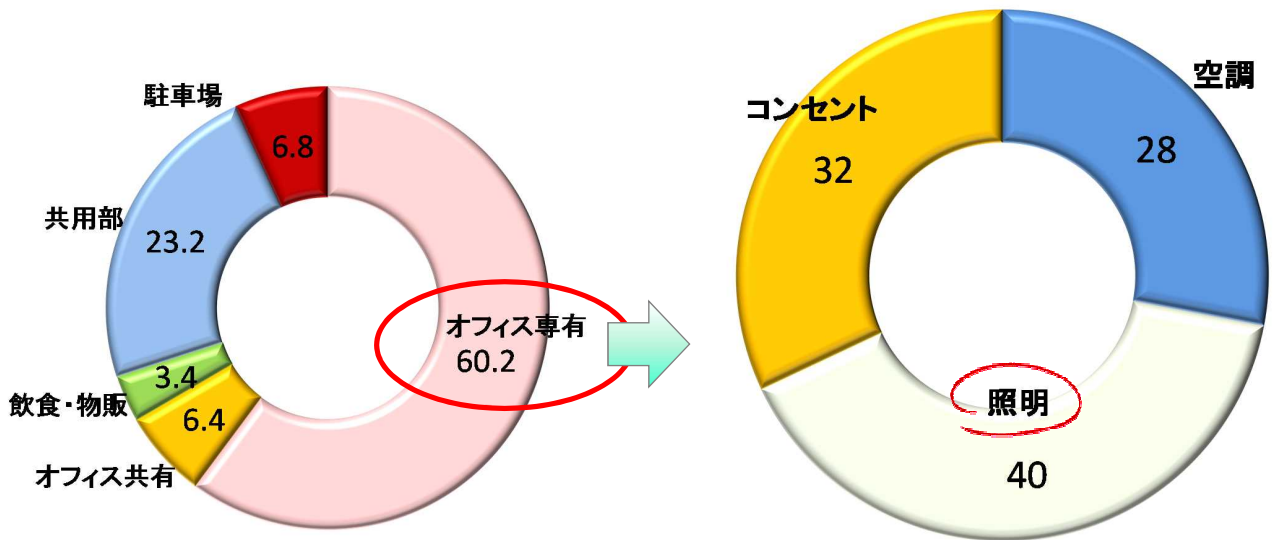 駐車場
6.8
共用部
23.2
飲食・物販
3.4
オフィス共有
6.4
オフィス専有
60.2
コンセント
32
空調
28
照明
40